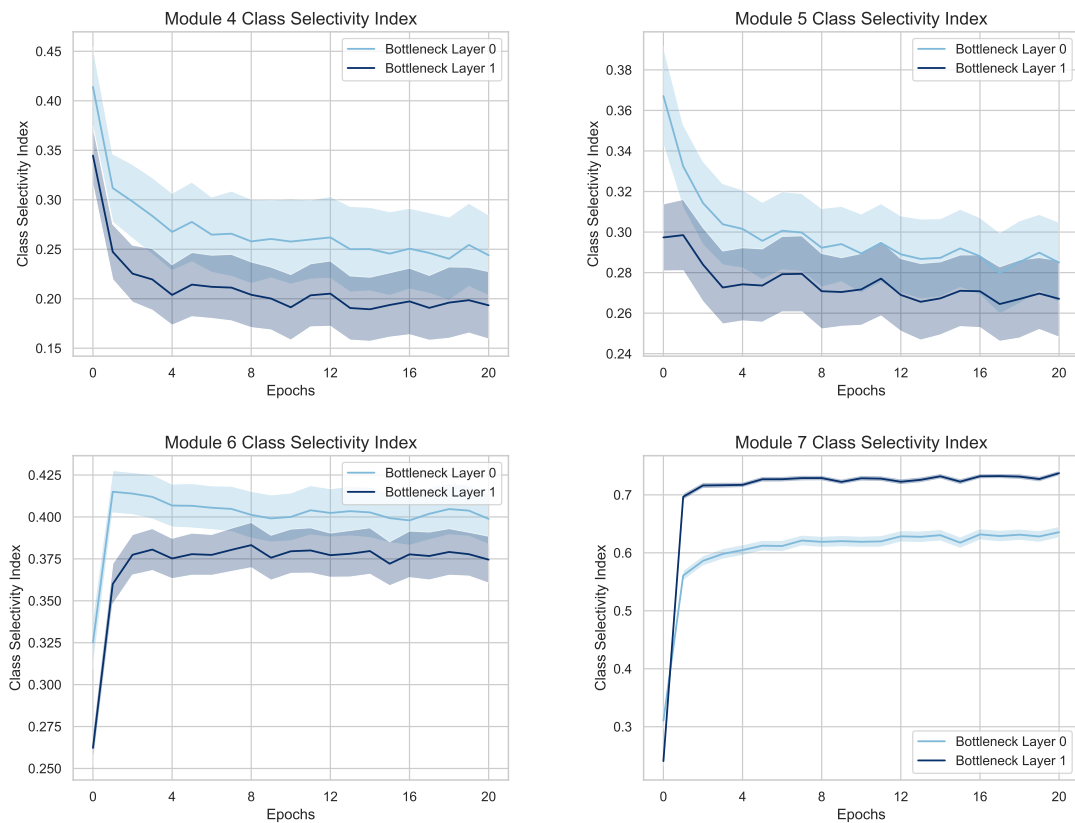 Module 4 Class Selectivity Index
Class Selectivity Index
0.45
0.40
0.35
0.30
0.25
0.20
0.15
Bottleneck Layer 0
Bottleneck Layer 1
0 4 8 12 16 20
Epochs
Module 5 Class Selectivity Index
Class Selectivity Index
0.38
0.36
0.34
0.32
0.30
0.28
0.26
0.24
Bottleneck Layer 0
Bottleneck Layer 1
0 4 8 12 16 20
Epochs
Module 6 Class Selectivity Index
Class Selectivity Index
0.425
0.400
0.375
0.350
0.325
0.300
0.275
0.250
Bottleneck Layer 0
Bottleneck Layer 1
0 4 8 12 16 20
Epochs
Module 7 Class Selectivity Index
Class Selectivity Index
0.7
0.6
0.5
0.4
0.3
Bottleneck Layer 0
Bottleneck Layer 1
0 4 8 12 16 20
Epochs